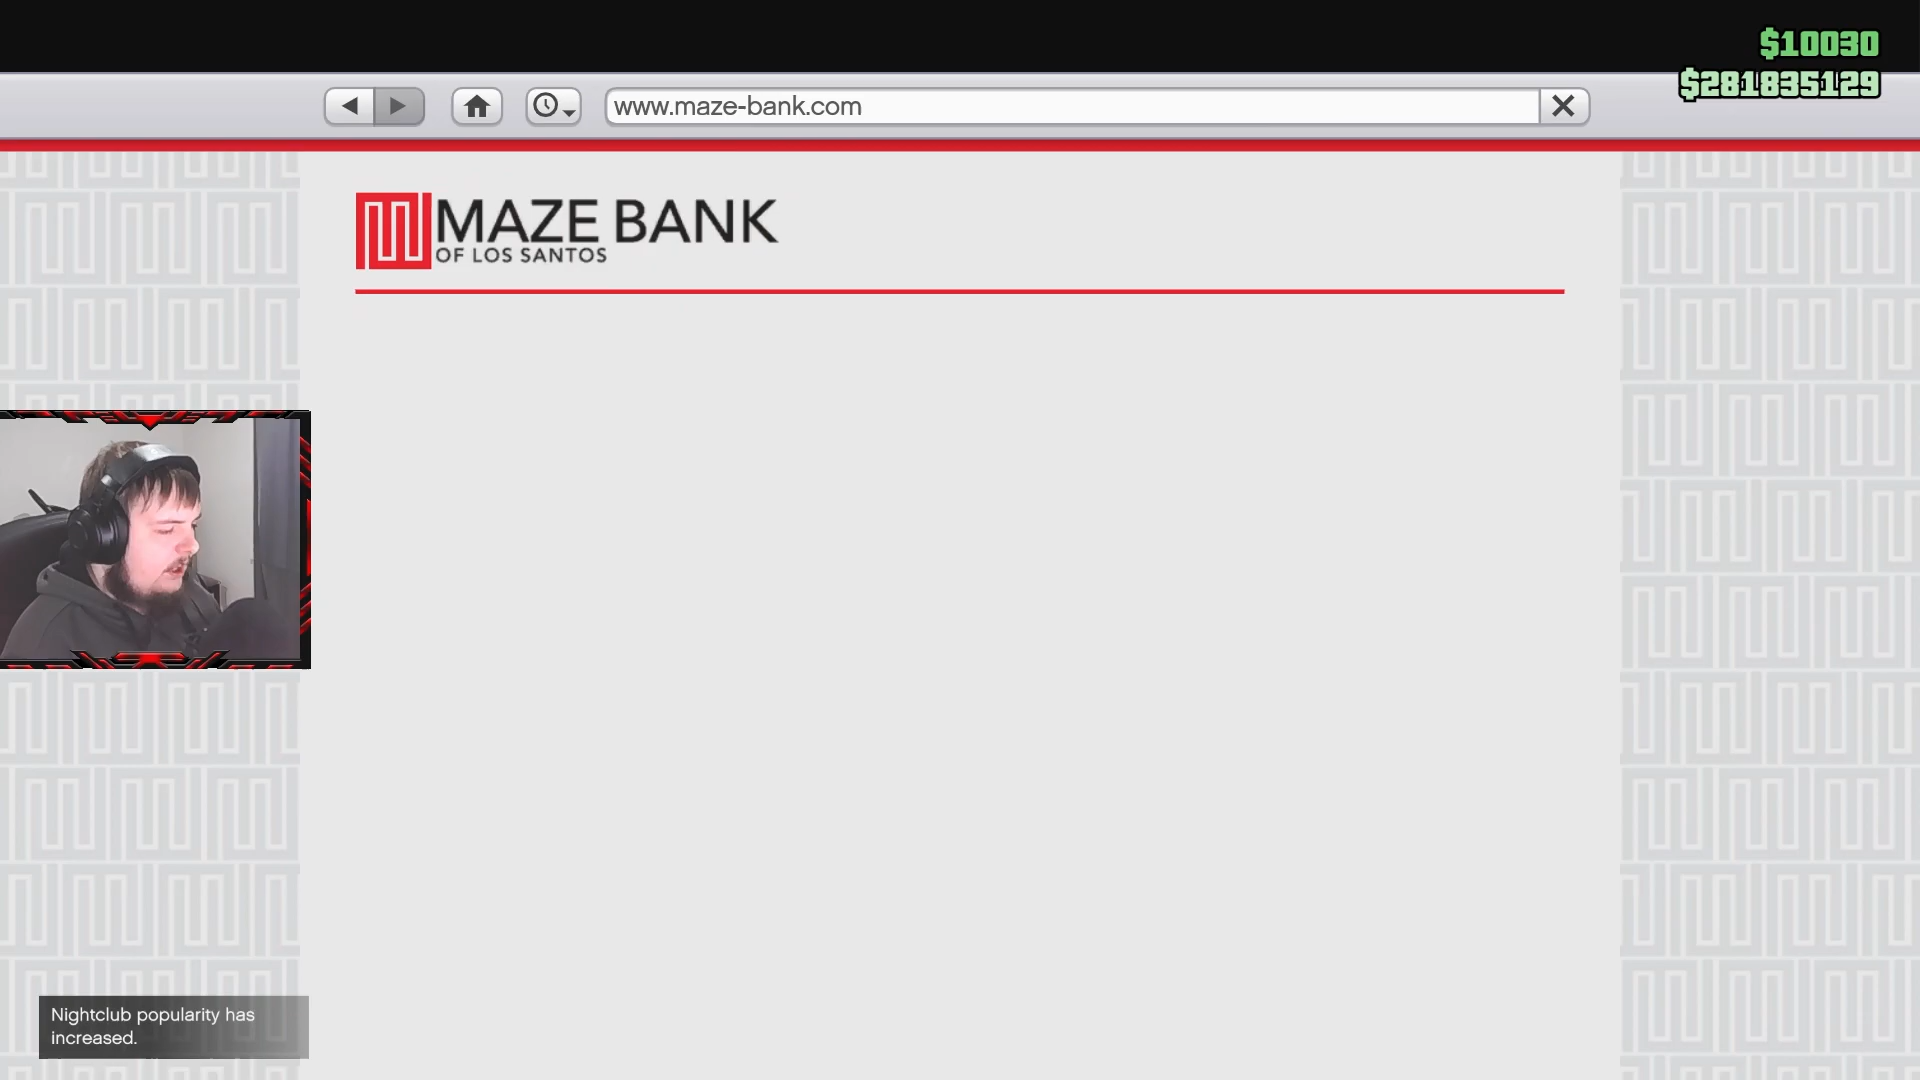 $10030
$281835129
www.maze-bank.com
MAZE BANK
OF LOS SANTOS
Nightclub popularity has
increased.